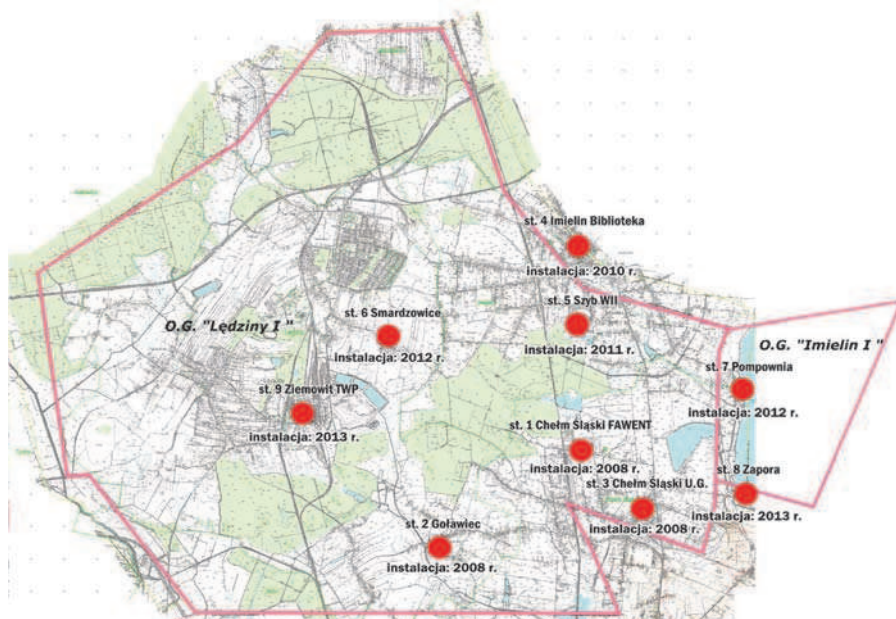 st. 4 Imielin Biblioteka
instalacja: 2010 r.
st. 5 Szyb WII
instalacja: 2011 r.
st. 6 Smardzowice
instalacja: 2012 r.
O.G. "Lędziny I "
O.G. "Imielin I "
st. 7 Pompownia
instalacja: 2012 r.
st. 9 Ziemowit TWP
instalacja: 2013 r.
st. 1 Chełm Śląski FAWENT
instalacja: 2008 r.
st. 8 Zapora
instalacja: 2013 r.
st. 3 Chełm Śląski U.G.
instalacja: 2008 r.
st. 2 Goławiec
instalacja: 2008 r.